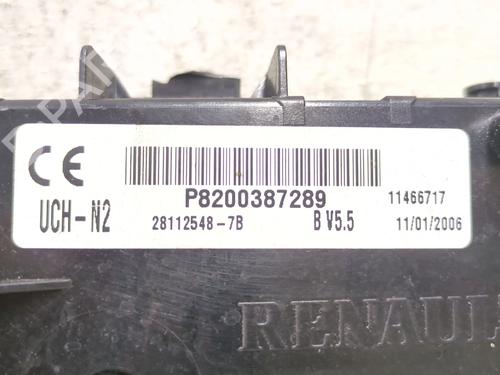 CE
P8200387289
11466717
UCH-N2
28112548-7B
B V5.5
11/01/2006
RENAUL